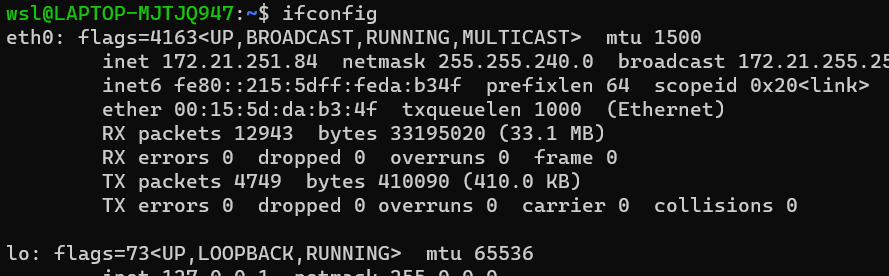 wsl@LAPTOP-MJTJQ947:~$ ifconfig
eth0: flags=4163<UP,BROADCAST,RUNNING,MULTICAST>  mtu 1500
        inet 172.21.251.84  netmask 255.255.240.0  broadcast 172.21.255.25
        inet6 fe80::215:5dff:feda:b34f  prefixlen 64  scopeid 0x20<link>
        ether 00:15:5d:da:b3:4f  txqueuelen 1000  (Ethernet)
        RX packets 12943  bytes 33195020 (33.1 MB)
        RX errors 0  dropped 0  overruns 0  frame 0
        TX packets 4749  bytes 410090 (410.0 KB)
        TX errors 0  dropped 0 overruns 0  carrier 0  collisions 0
lo: flags=73<UP,LOOPBACK,RUNNING>  mtu 65536
        inet 127.0.0.1  netmask 255.0.0.0